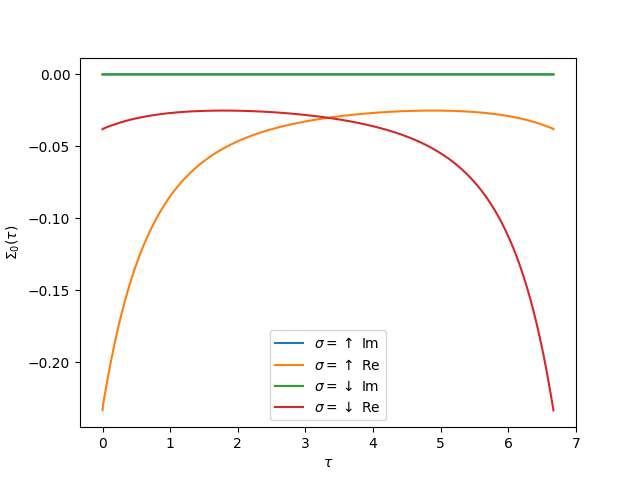 0.00
−0.05
−0.10
−0.15
−0.20
Σ₀(τ)
σ = ↑ Im
σ = ↑ Re
σ = ↓ Im
σ = ↓ Re
0 1 2 3 4 5 6 7
τ